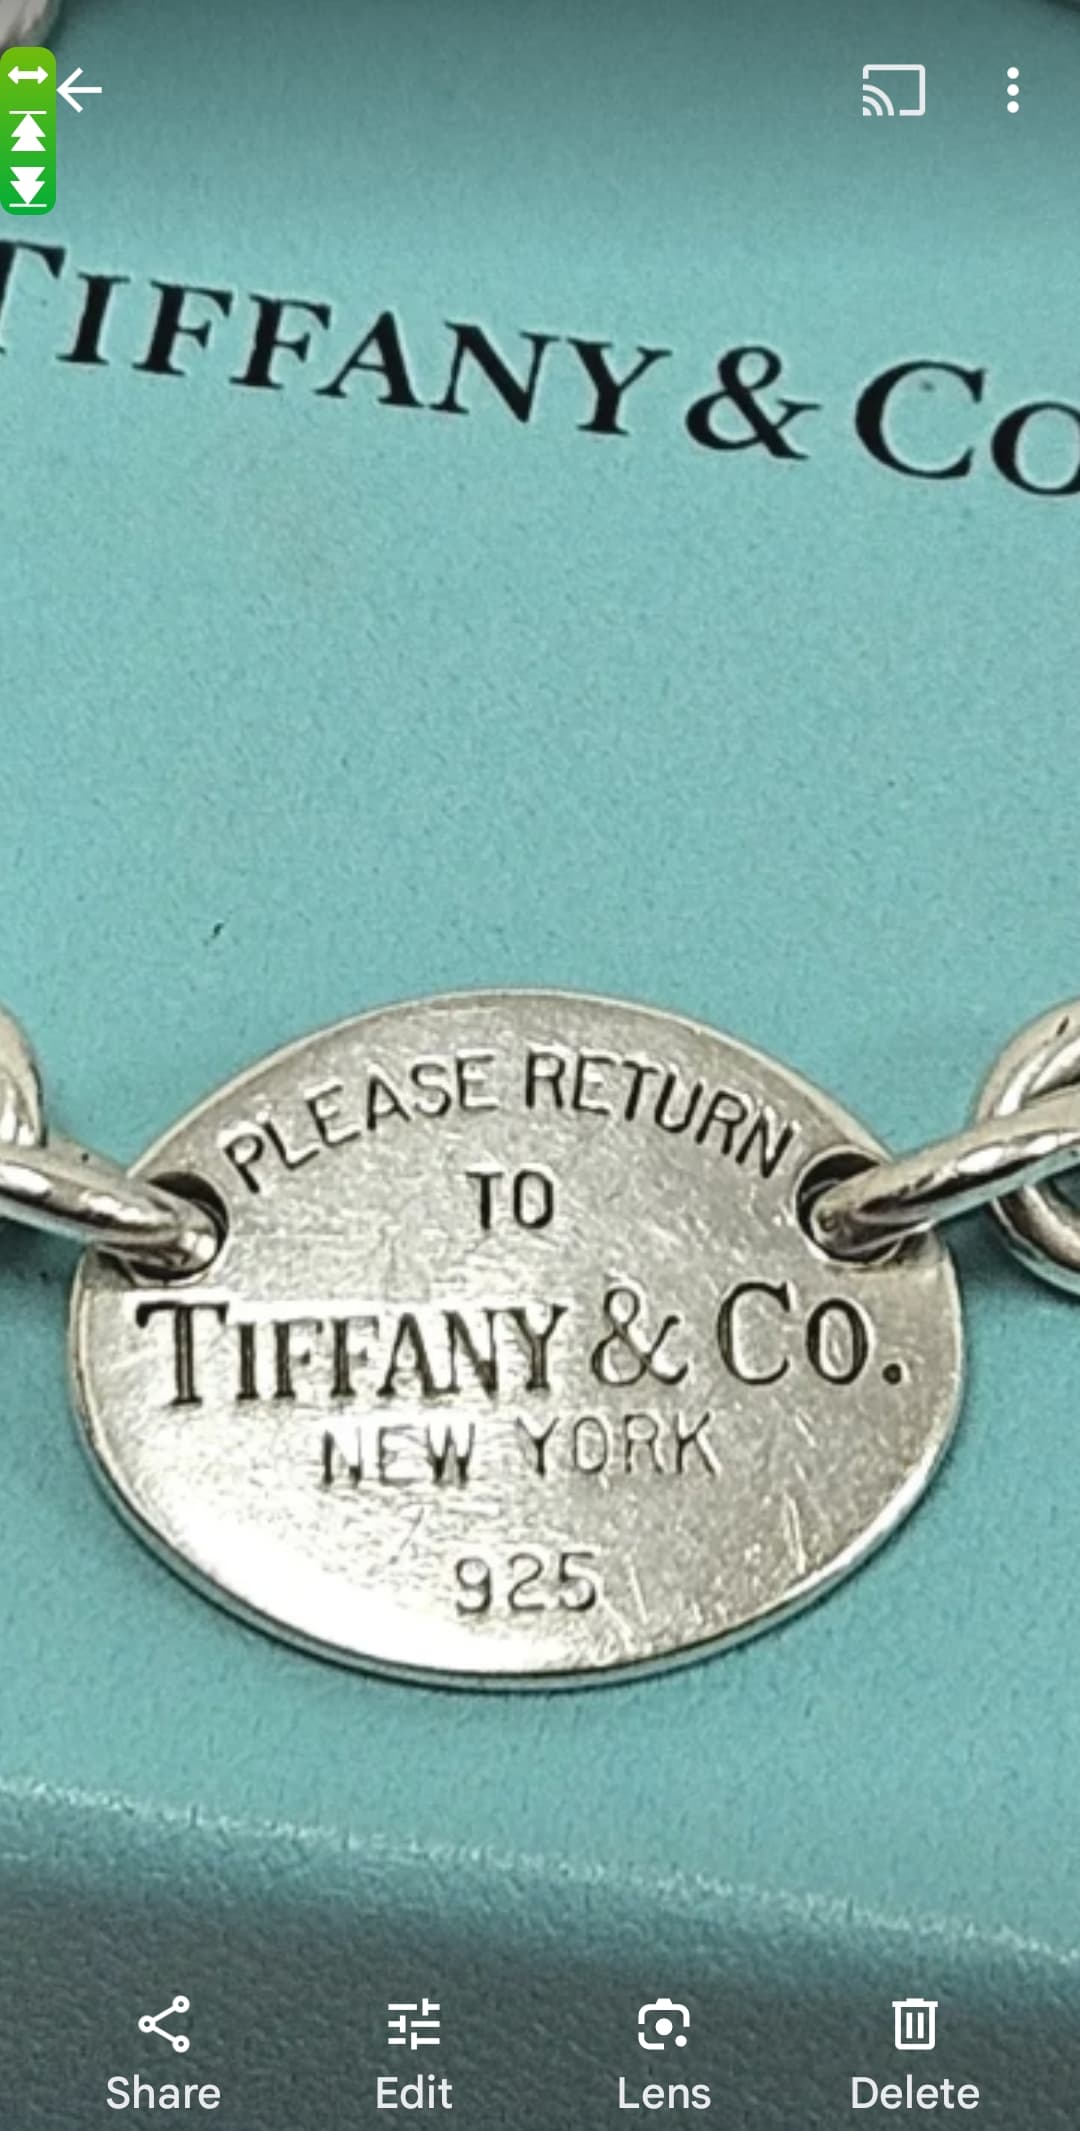 TIFFANY & CO
PLEASE RETURN
TO
TIFFANY & CO.
NEW YORK
925
Share Edit Lens Delete